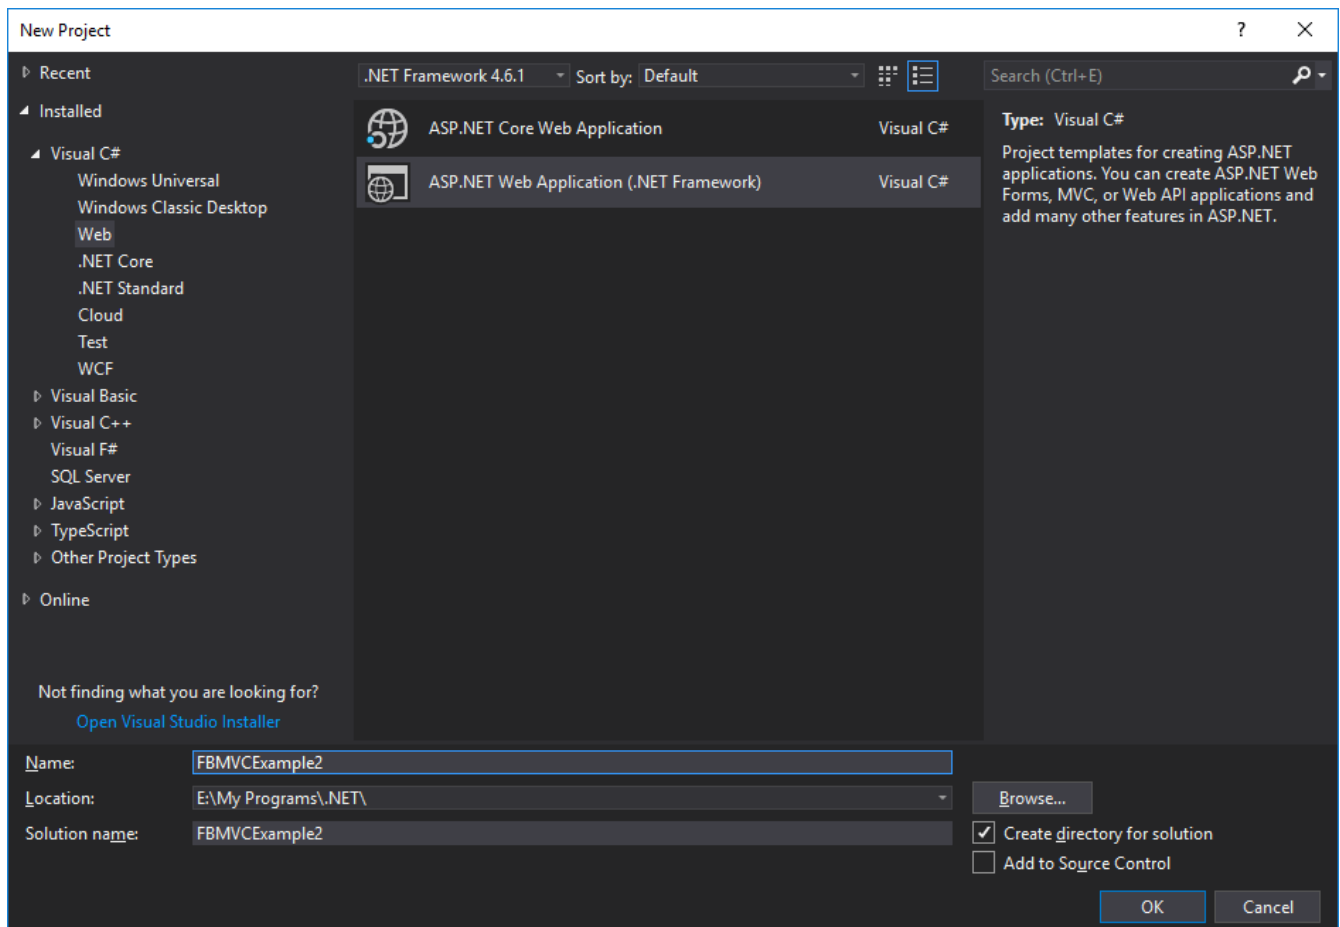 New Project
?
Recent
Installed
Visual C#
Windows Universal
Windows Classic Desktop
Web
.NET Core
.NET Standard
Cloud
Test
WCF
Visual Basic
Visual C++
Visual F#
SQL Server
JavaScript
TypeScript
Other Project Types
Online
Not finding what you are looking for?
Open Visual Studio Installer
.NET Framework 4.6.1 Sort by: Default
ASP.NET Core Web Application Visual C#
ASP.NET Web Application (.NET Framework) Visual C#
Search (Ctrl+E)
Type: Visual C#
Project templates for creating ASP.NET
applications. You can create ASP.NET Web
Forms, MVC, or Web API applications and
add many other features in ASP.NET.
Name: FBMVCExample2
Location: E:\My Programs\.NET\
Browse...
Solution name: FBMVCExample2
Create directory for solution
Add to Source Control
OK Cancel